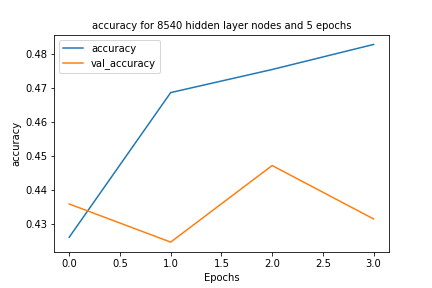 accuracy for 8540 hidden layer nodes and 5 epochs
accuracy
val_accuracy
0.48
0.47
0.46
0.45
0.44
0.43
accuracy
0.0 0.5 1.0 1.5 2.0 2.5 3.0
Epochs